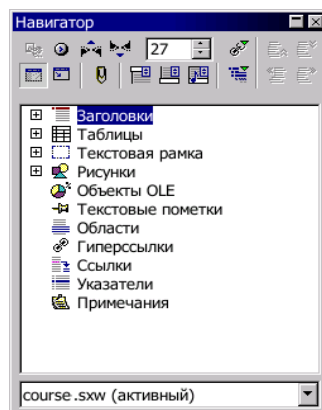 Навигатор
27
Заголовки
Таблицы
Текстовая рамка
Рисунки
Объекты OLE
Текстовые пометки
Области
Гиперссылки
Ссылки
Указатели
Примечания
course.sxw (активный)